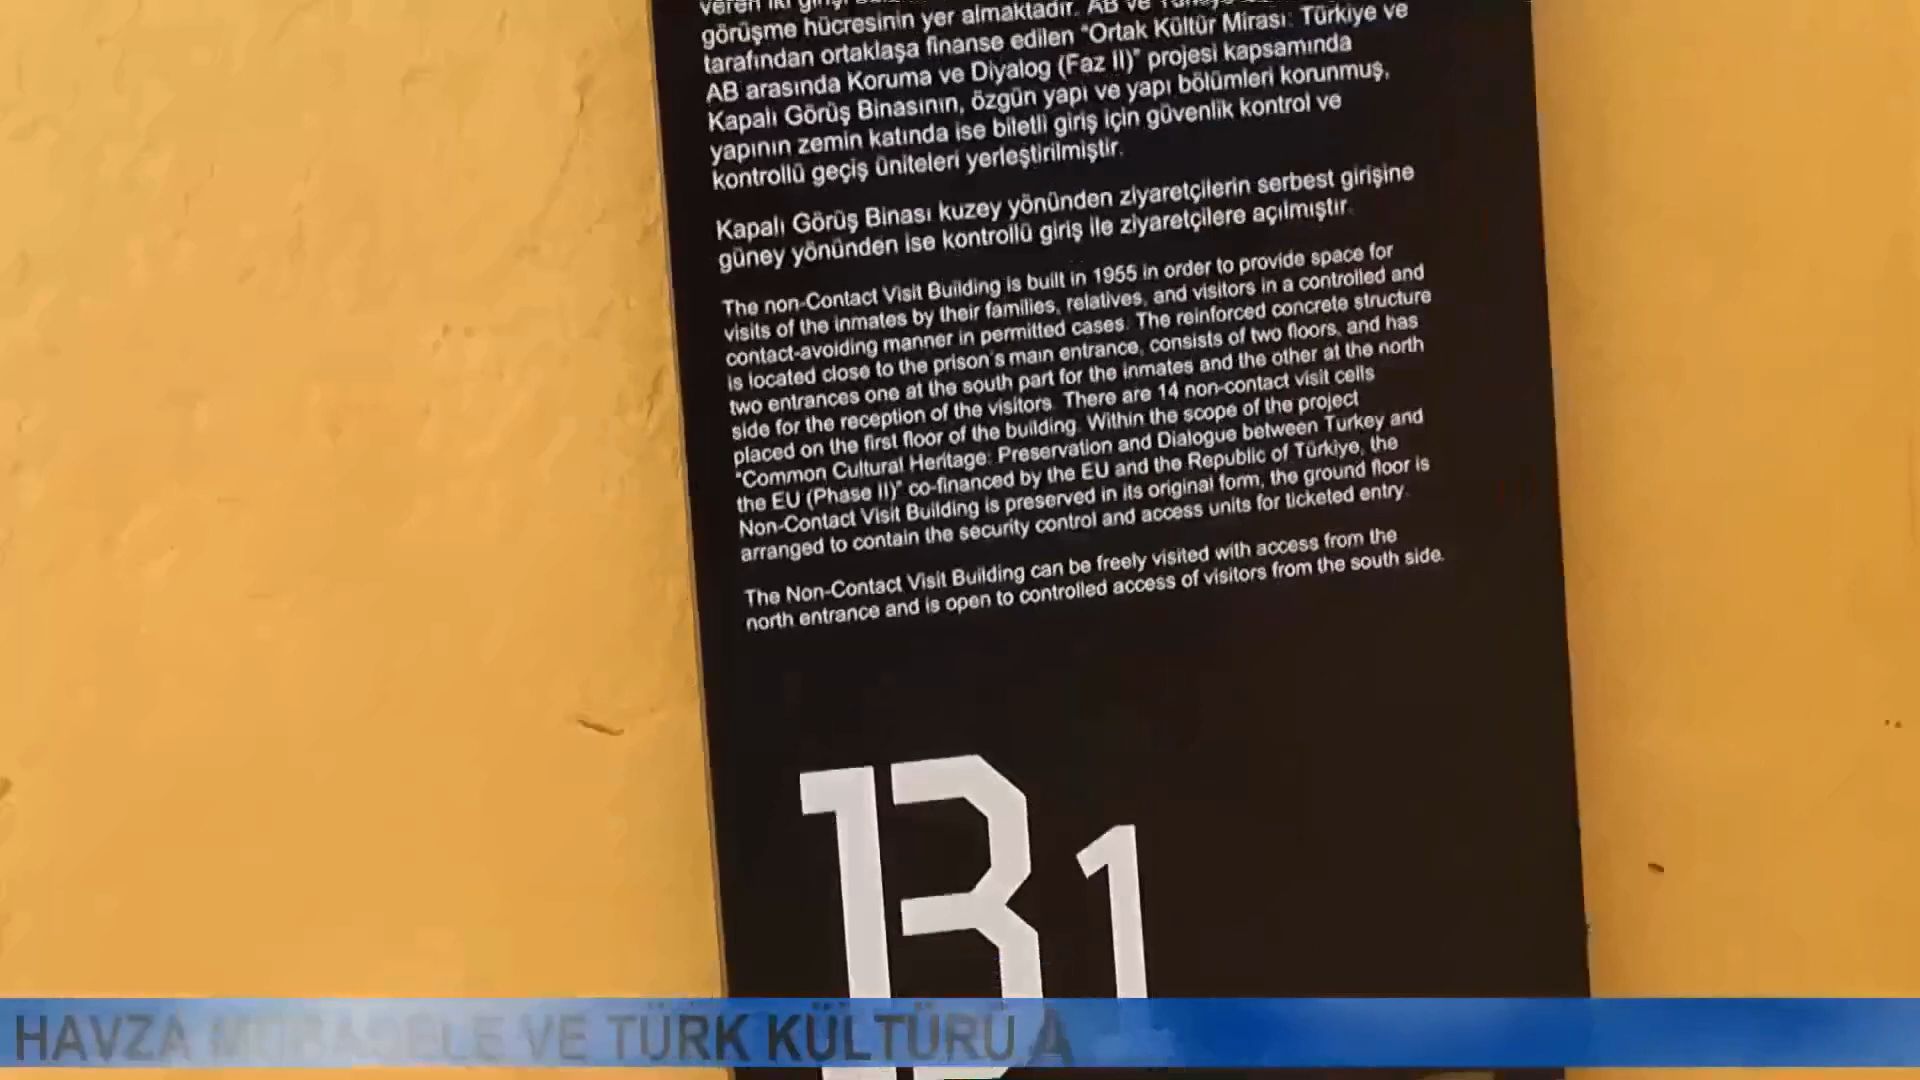 görüşme hücresinin yer almaktadır. AB ve
tarafından ortaklaşa finanse edilen "Ortak Kültür Mirası: Türkiye ve
AB arasında Koruma ve Diyalog (Faz II)" projesi kapsamında
Kapalı Görüş Binasının, özgün yapı ve yapı bölümleri korunmuş,
yapının zemin katında ise biletli giriş için güvenlik kontrol ve
kontrollü geçiş üniteleri yerleştirilmiştir.
Kapalı Görüş Binası kuzey yönünden ziyaretçilerin serbest girişine
güney yönünden ise kontrollü giriş ile ziyaretçilere açılmıştır.
The non-Contact Visit Building is built in 1955 in order to provide space for
visits of the inmates by their families, relatives, and visitors in a controlled and
contact-avoiding manner in permitted cases. The reinforced concrete structure
is located close to the prison's main entrance, consists of two floors, and has
two entrances one at the south part for the inmates and the other at the north
side for the reception of the visitors. There are 14 non-contact visit cells
placed on the first floor of the building. Within the scope of the project
"Common Cultural Heritage: Preservation and Dialogue between Turkey and
the EU (Phase II)" co-financed by the EU and the Republic of Türkiye, the
Non-Contact Visit Building is preserved in its original form, the ground floor is
arranged to contain the security control and access units for ticketed entry.
The Non-Contact Visit Building can be freely visited with access from the
north entrance and is open to controlled access of visitors from the south side.
B1
HAVZA MÜBADELE VE TÜRK KÜLTÜRÜ A